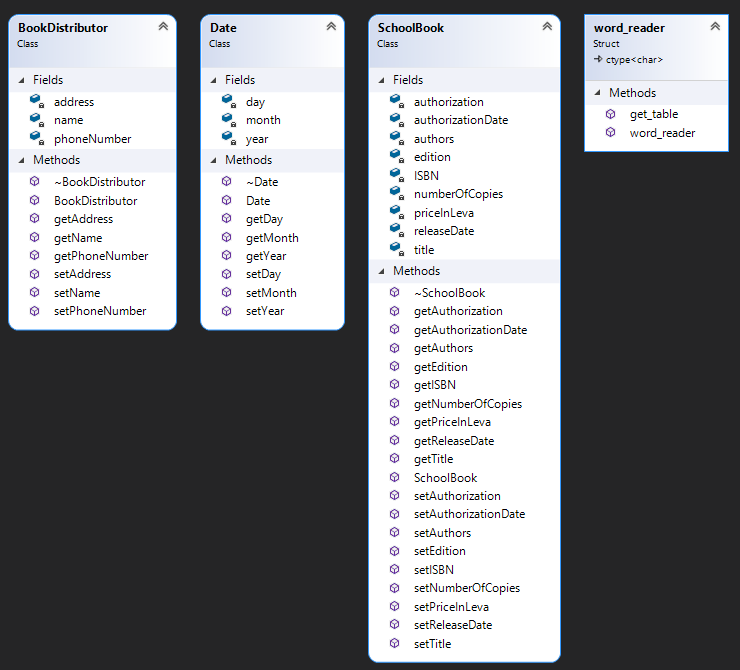 BookDistributor
Class
Fields
address
name
phoneNumber
Methods
~BookDistributor
BookDistributor
getAddress
getName
getPhoneNumber
setAddress
setName
setPhoneNumber
Date
Class
Fields
day
month
year
Methods
~Date
Date
getDay
getMonth
getYear
setDay
setMonth
setYear
SchoolBook
Class
Fields
authorization
authorizationDate
authors
edition
ISBN
numberOfCopies
priceInLeva
releaseDate
title
Methods
~SchoolBook
getAuthorization
getAuthorizationDate
getAuthors
getEdition
getISBN
getNumberOfCopies
getPriceInLeva
getReleaseDate
getTitle
SchoolBook
setAuthorization
setAuthorizationDate
setAuthors
setEdition
setISBN
setNumberOfCopies
setPriceInLeva
setReleaseDate
setTitle
word_reader
Struct
ctype<char>
Methods
get_table
word_reader